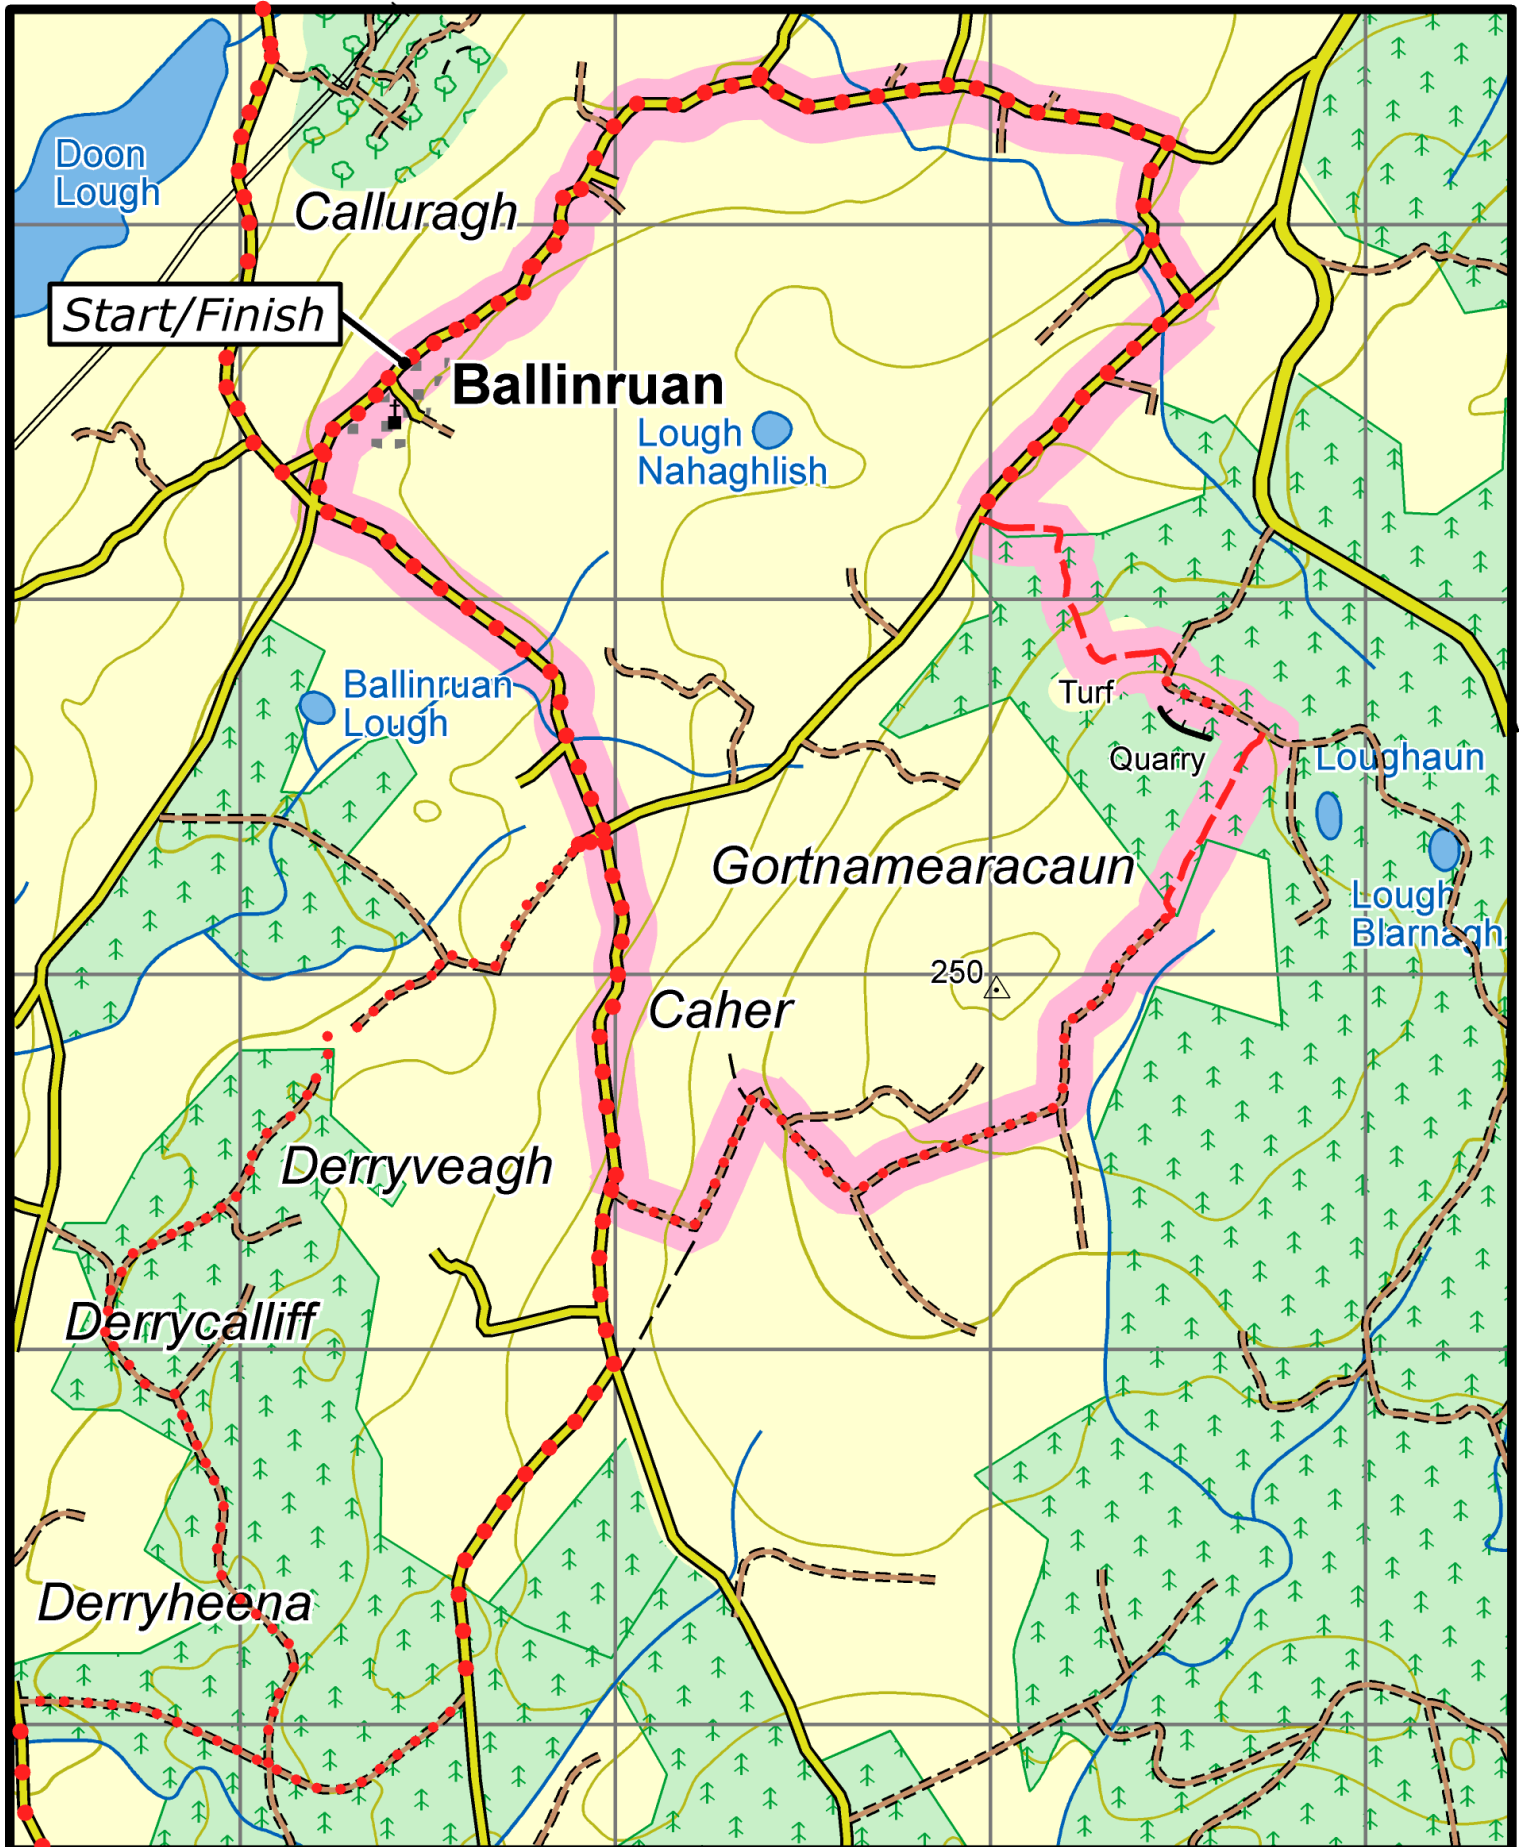 Doon
Lough
Calluragh
Start/Finish
Ballinruan
Lough
Nahaghlish
Ballinruan
Lough
Turf
Quarry
Loughaun
Gortnamearacaun
Lough
Blarnagh
250
Caher
Derryveagh
Derrycalliff
Derryheena